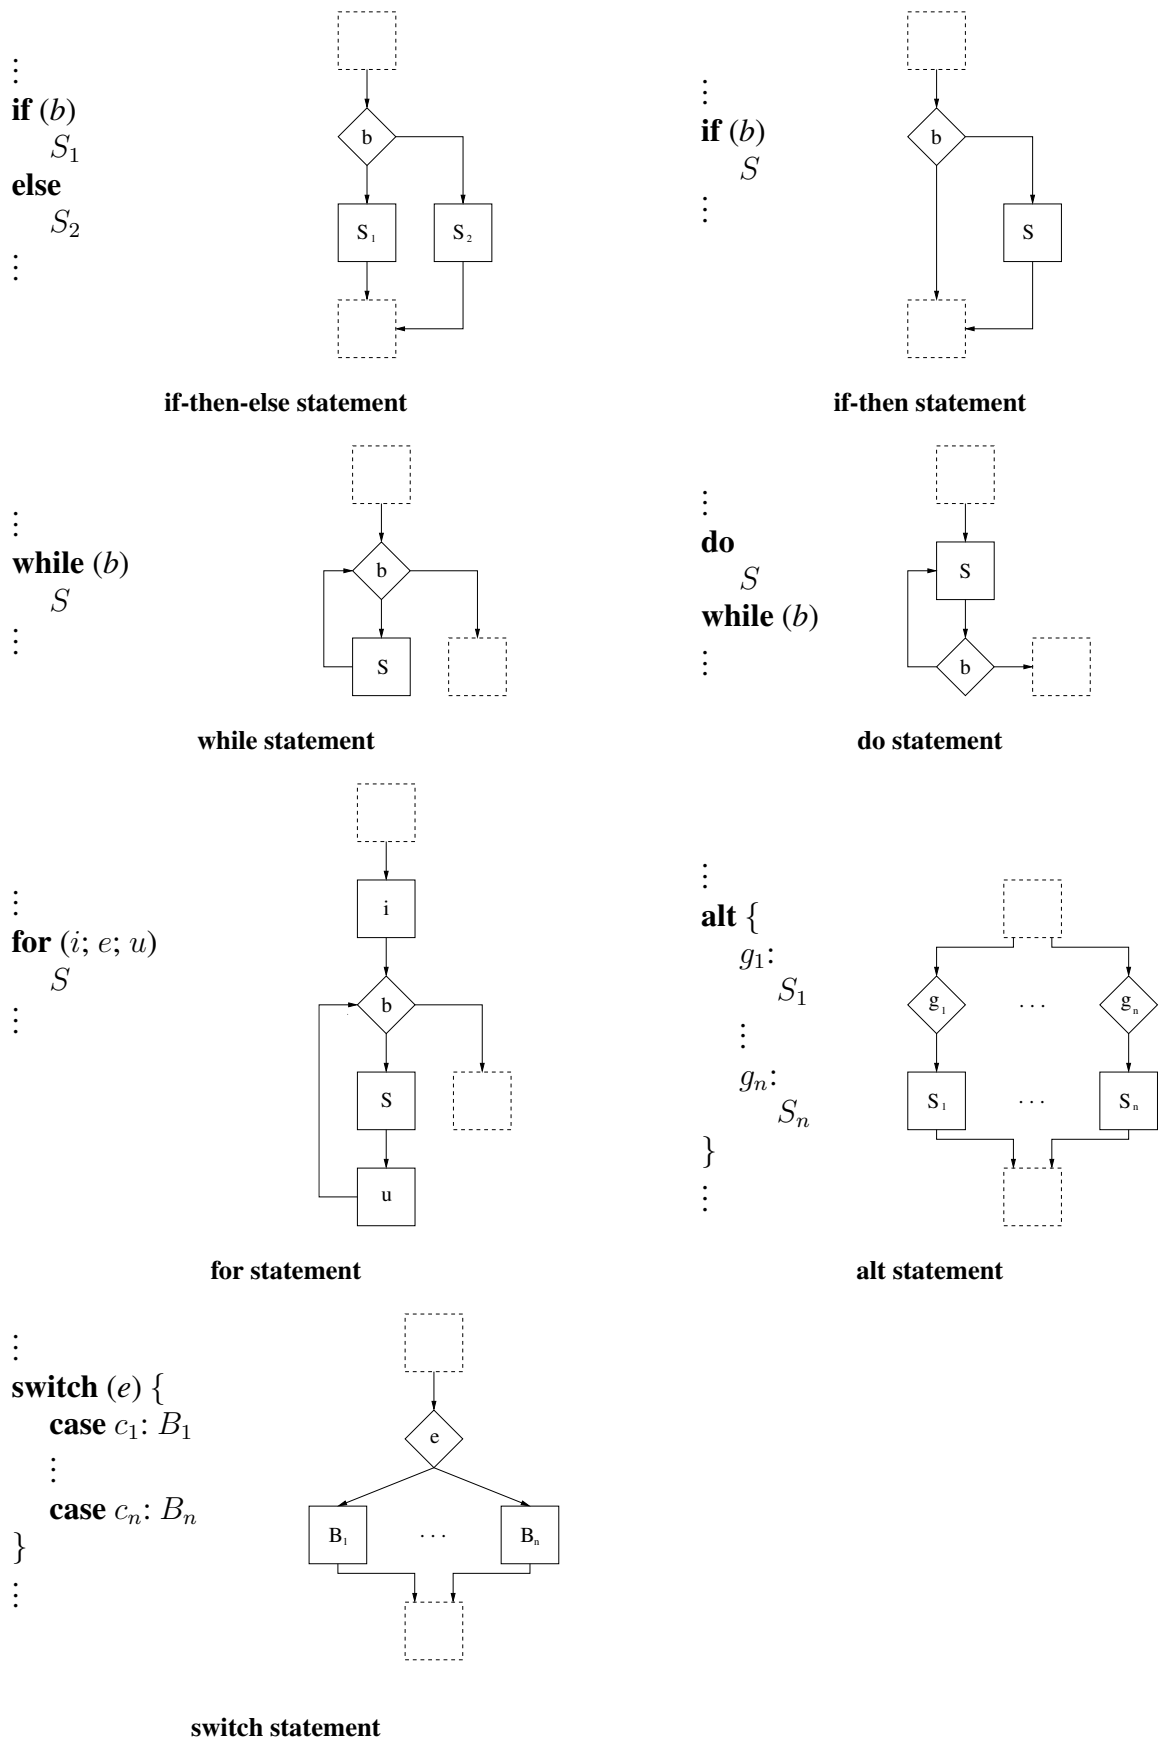 ⋮
if (b)
S₁
else
S₂
⋮
b
S₁ S₂
if-then-else statement
⋮
if (b)
S
⋮
b
S
if-then statement
⋮
while (b)
S
⋮
b
S
while statement
⋮
do
S
while (b)
⋮
S
b
do statement
⋮
for (i; e; u)
S
⋮
i
b
S
u
for statement
⋮
alt {
g₁:
S₁
⋮
gₙ:
Sₙ
}
⋮
g₁ ... gₙ
S₁ ... Sₙ
alt statement
⋮
switch (e) {
case c₁: B₁
⋮
case cₙ: Bₙ
}
⋮
e
B₁ ... Bₙ
switch statement